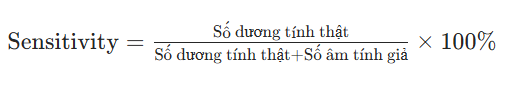 Sensitivity = Số dương tính thật / Số dương tính thật+Số âm tính giả × 100%